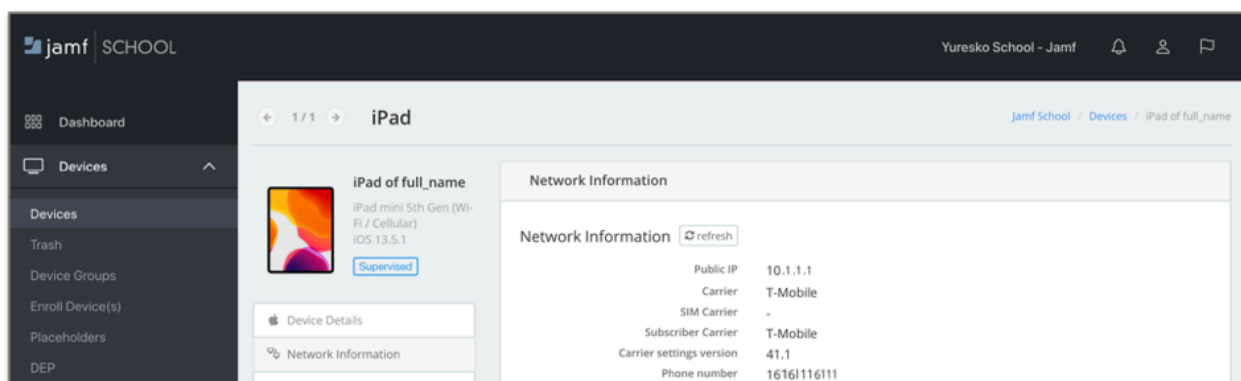 jamf SCHOOL
Yuresko School - Jamf
Dashboard
Devices
Devices
Trash
Device Groups
Enroll Device(s)
Placeholders
DEP
1 / 1
iPad
Jamf School / Devices / iPad of full_name
iPad of full_name
iPad mini 5th Gen (Wi-
Fi / Cellular)
iOS 13.5.1
Supervised
Device Details
Network Information
Network Information
Network Information refresh
Public IP 10.1.1.1
Carrier T-Mobile
SIM Carrier -
Subscriber Carrier T-Mobile
Carrier settings version 41.1
Phone number 16161116111